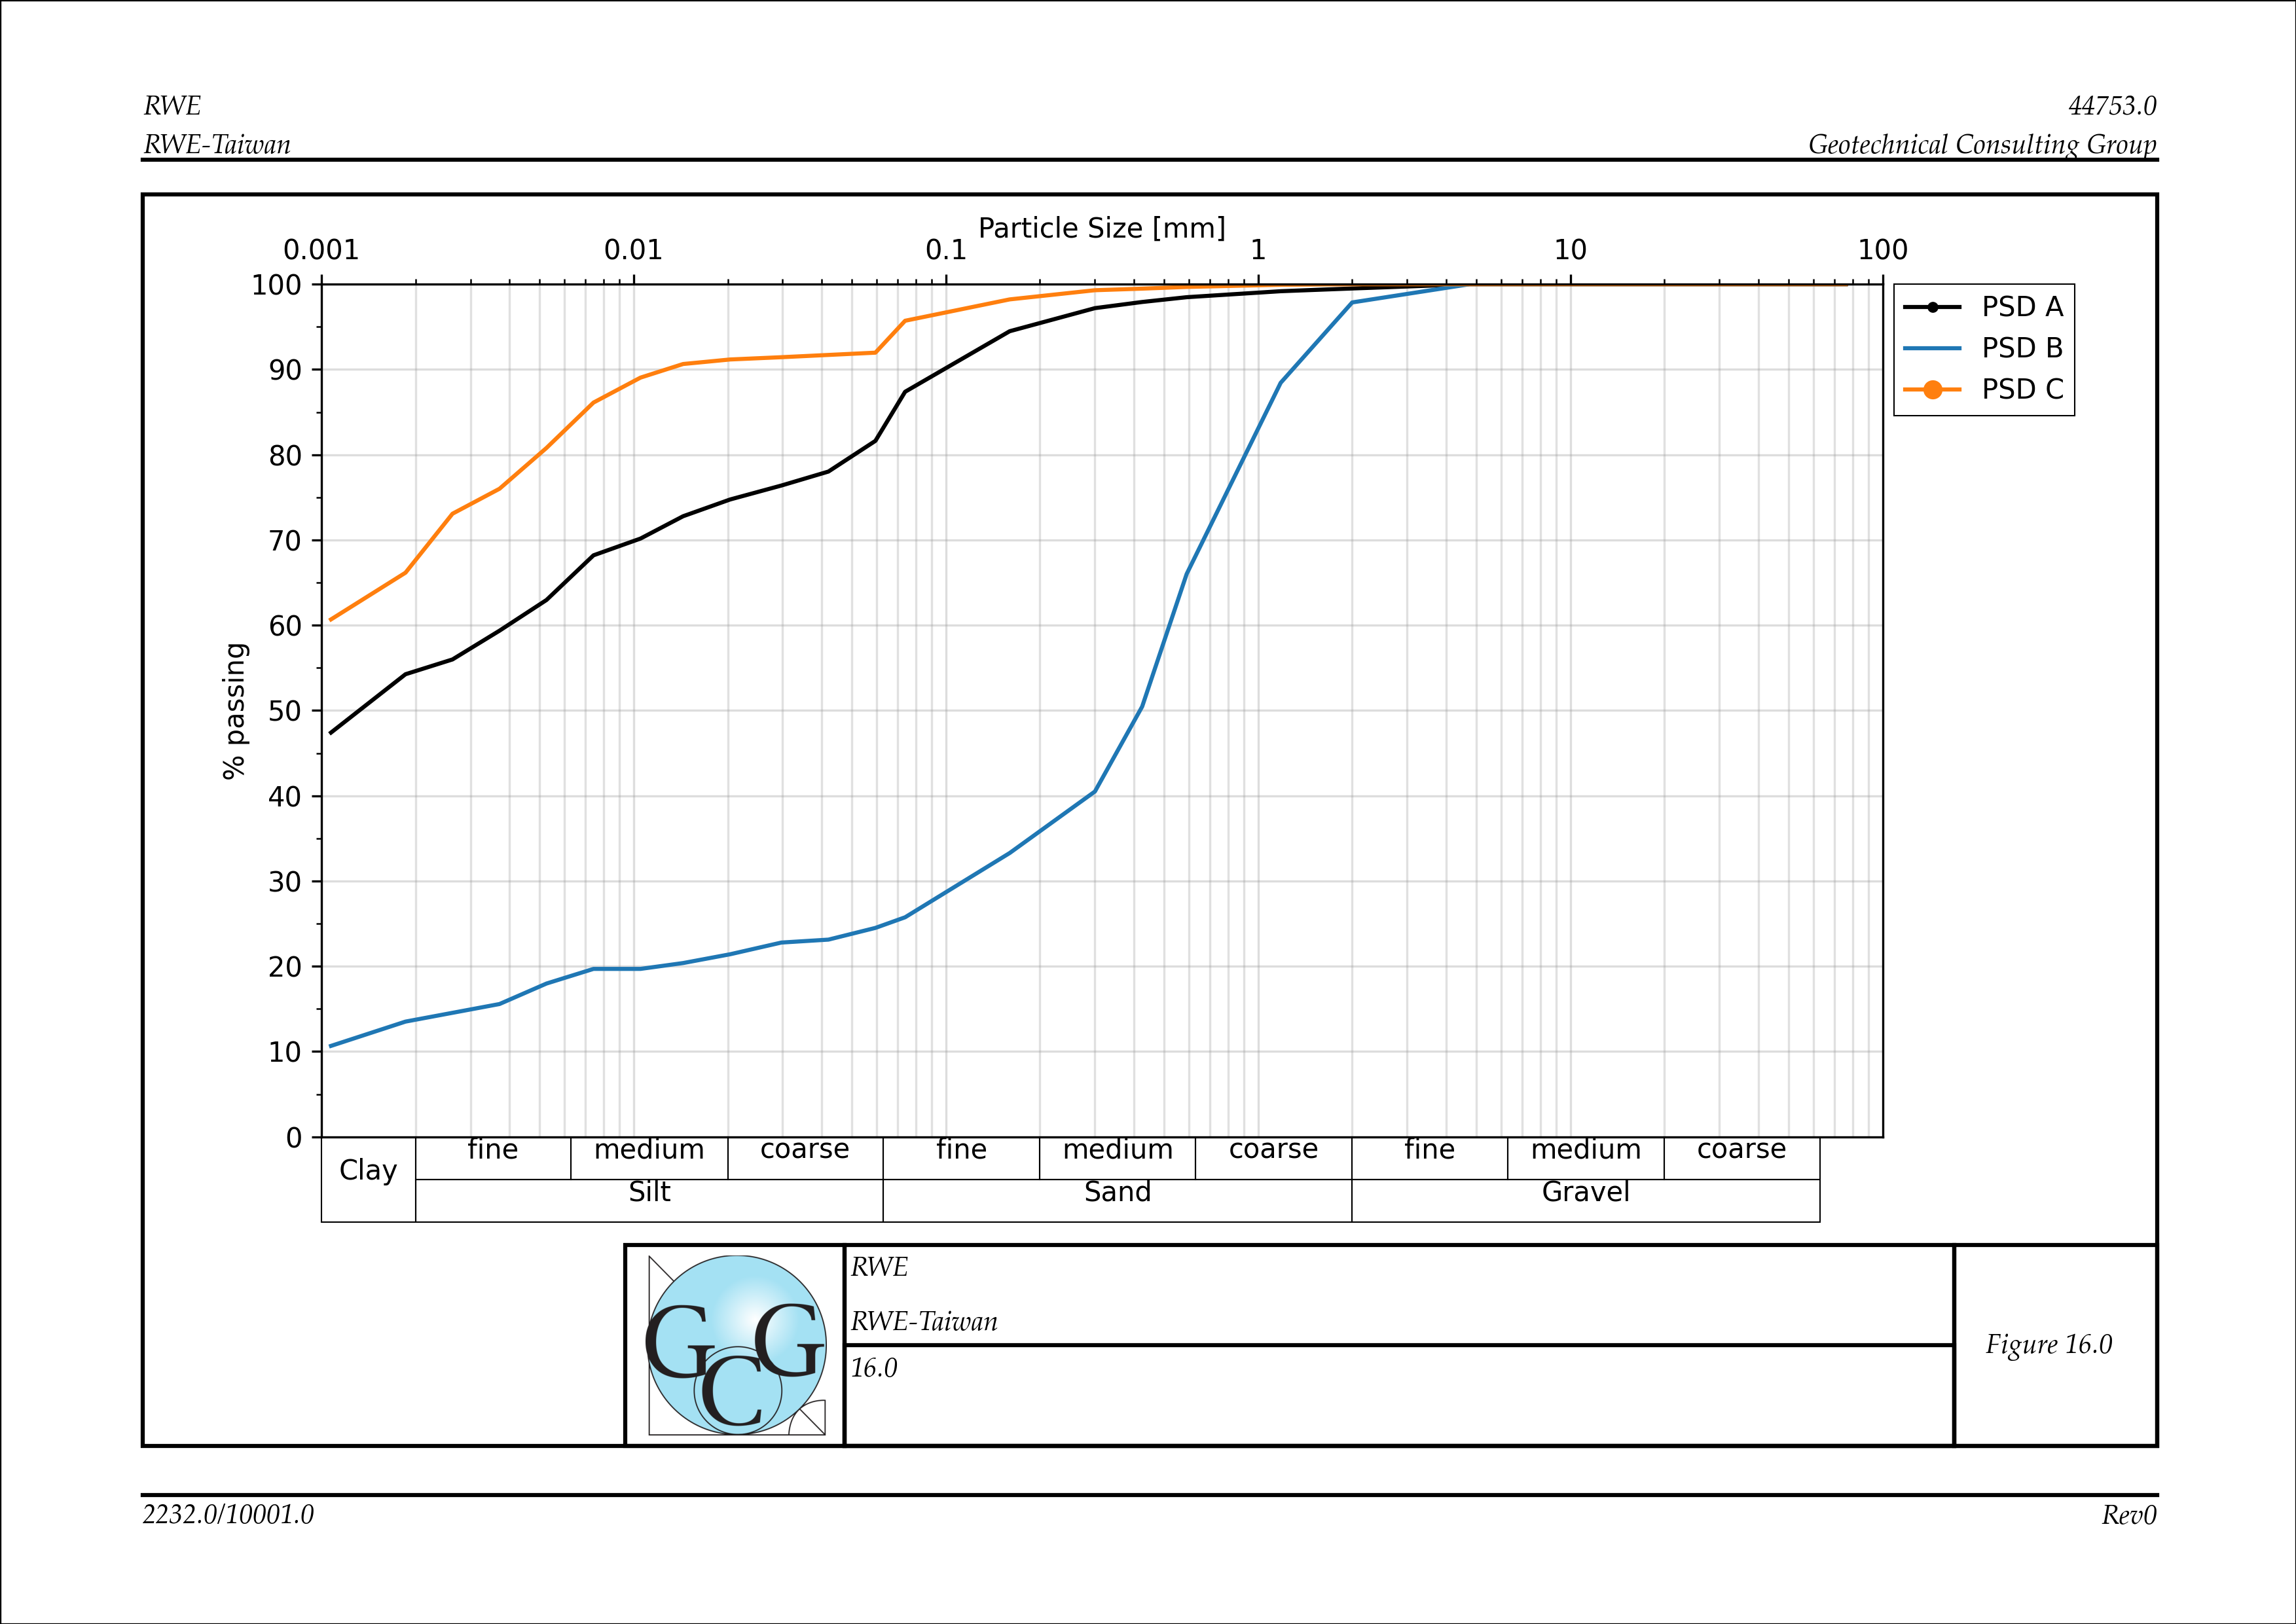 RWE
44753.0
RWE-Taiwan
Geotechnical Consulting Group
Particle Size [mm]
0.001 0.01 0.1 1 10 100
100
90
80
70
60
50
40
30
20
10
0
% passing
PSD A
PSD B
PSD C
fine medium coarse fine medium coarse fine medium coarse
Clay
Silt Sand Gravel
G G
C
RWE
RWE-Taiwan
16.0
Figure 16.0
2232.0/10001.0
Rev0